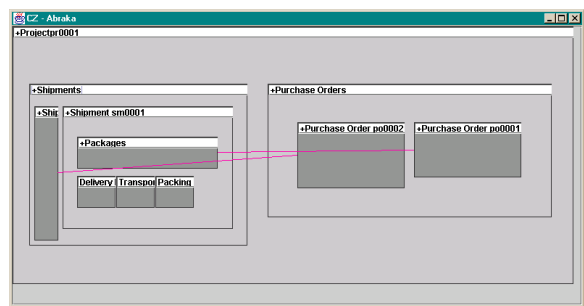 CZ - Abraka
+Projectpr0001
+Shipments
+Purchase Orders
+Ship
+Shipment sm0001
+Purchase Order po0002
+Purchase Order po0001
+Packages
Delivery
Transpor
Packing